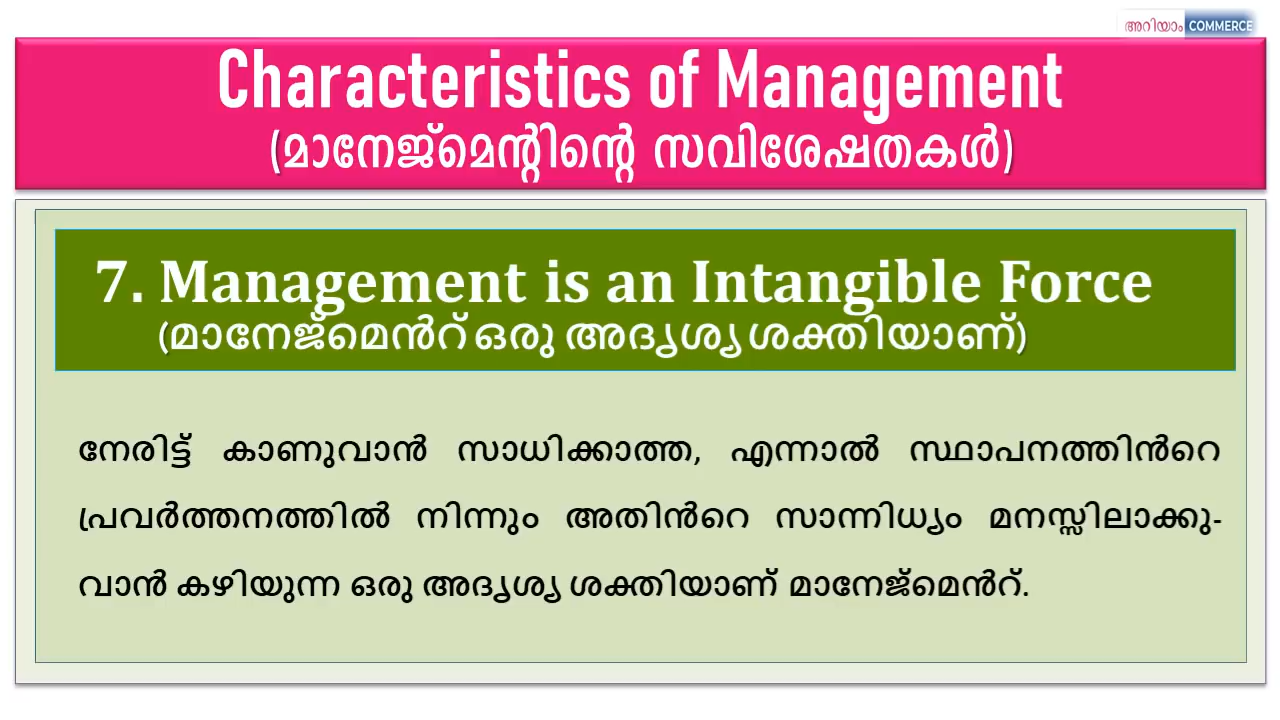 അറിയാം COMMERCE
Characteristics of Management
(മാനേജ്മെന്റിന്റെ സവിശേഷതകൾ)
7. Management is an Intangible Force
(മാനേജ്മെൻറ് ഒരു അദൃശ്യ ശക്തിയാണ്)
നേരിട്ട് കാണുവാൻ സാധിക്കാത്ത, എന്നാൽ സ്ഥാപനത്തിൻറെ
പ്രവർത്തനത്തിൽ നിന്നും അതിൻറെ സാന്നിധ്യം മനസ്സിലാക്കു-
വാൻ കഴിയുന്ന ഒരു അദൃശ്യ ശക്തിയാണ് മാനേജ്മെൻറ്.